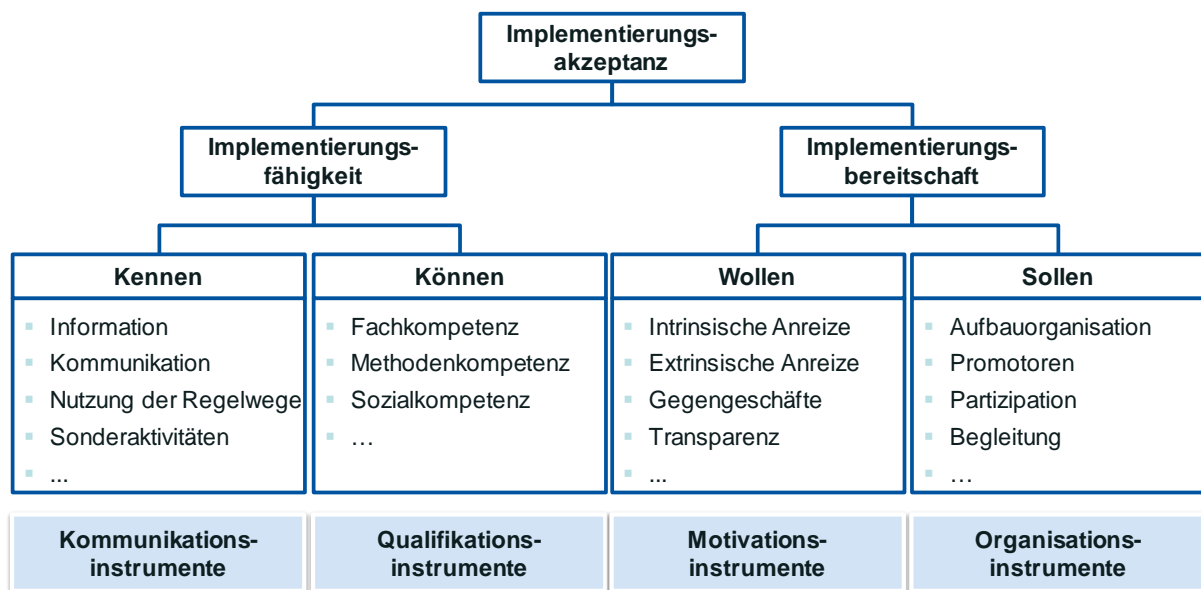 Implementierungs-
akzeptanz
Implementierungs-
fähigkeit
Implementierungs-
bereitschaft
Kennen
Information
Kommunikation
Nutzung der Regelwege
Sonderaktivitäten
...
Können
Fachkompetenz
Methodenkompetenz
Sozialkompetenz
…
Wollen
Intrinsische Anreize
Extrinsische Anreize
Gegengeschäfte
Transparenz
...
Sollen
Aufbauorganisation
Promotoren
Partizipation
Begleitung
…
Kommunikations-
instrumente
Qualifikations-
instrumente
Motivations-
instrumente
Organisations-
instrumente